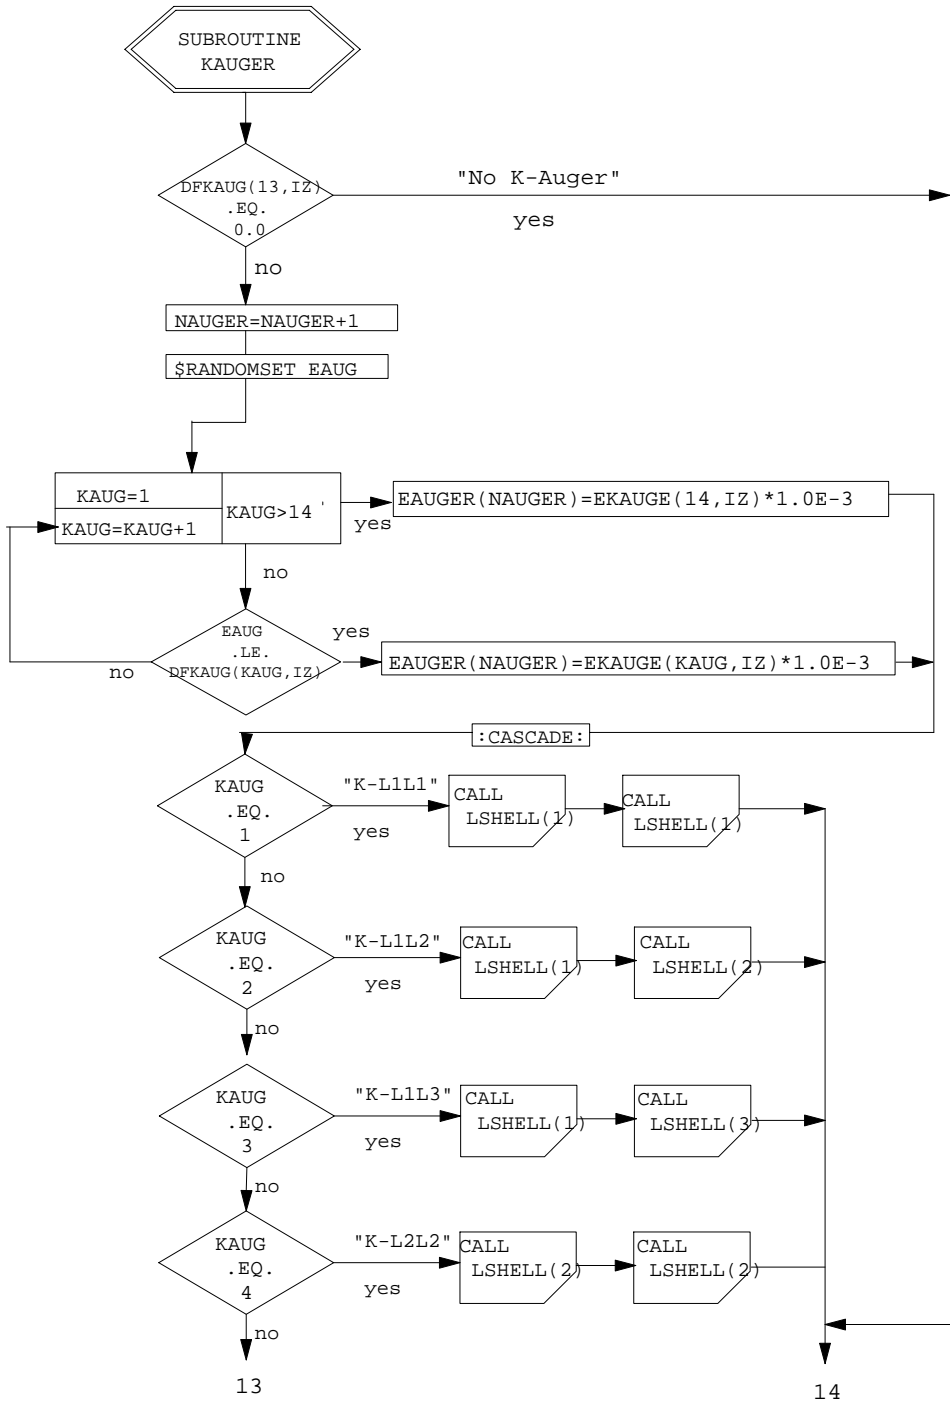 SUBROUTINE
KAUGER
DFKAUG(13,IZ)
.EQ.
0.0
"No K-Auger"
yes
no
NAUGER=NAUGER+1
$RANDOMSET EAUG
KAUG=1
KAUG=KAUG+1
KAUG>14 '
yes
EAUGER(NAUGER)=EKAUGE(14,IZ)*1.0E-3
no
EAUG
.LE.
DFKAUG(KAUG,IZ)
no
yes
EAUGER(NAUGER)=EKAUGE(KAUG,IZ)*1.0E-3
:CASCADE:
KAUG
.EQ.
1
"K-L1L1"
yes
CALL
LSHELL(1)
CALL
LSHELL(1)
no
KAUG
.EQ.
2
"K-L1L2"
yes
CALL
LSHELL(1)
CALL
LSHELL(2)
no
KAUG
.EQ.
3
"K-L1L3"
yes
CALL
LSHELL(1)
CALL
LSHELL(3)
no
KAUG
.EQ.
4
"K-L2L2"
yes
CALL
LSHELL(2)
CALL
LSHELL(2)
no
13
14